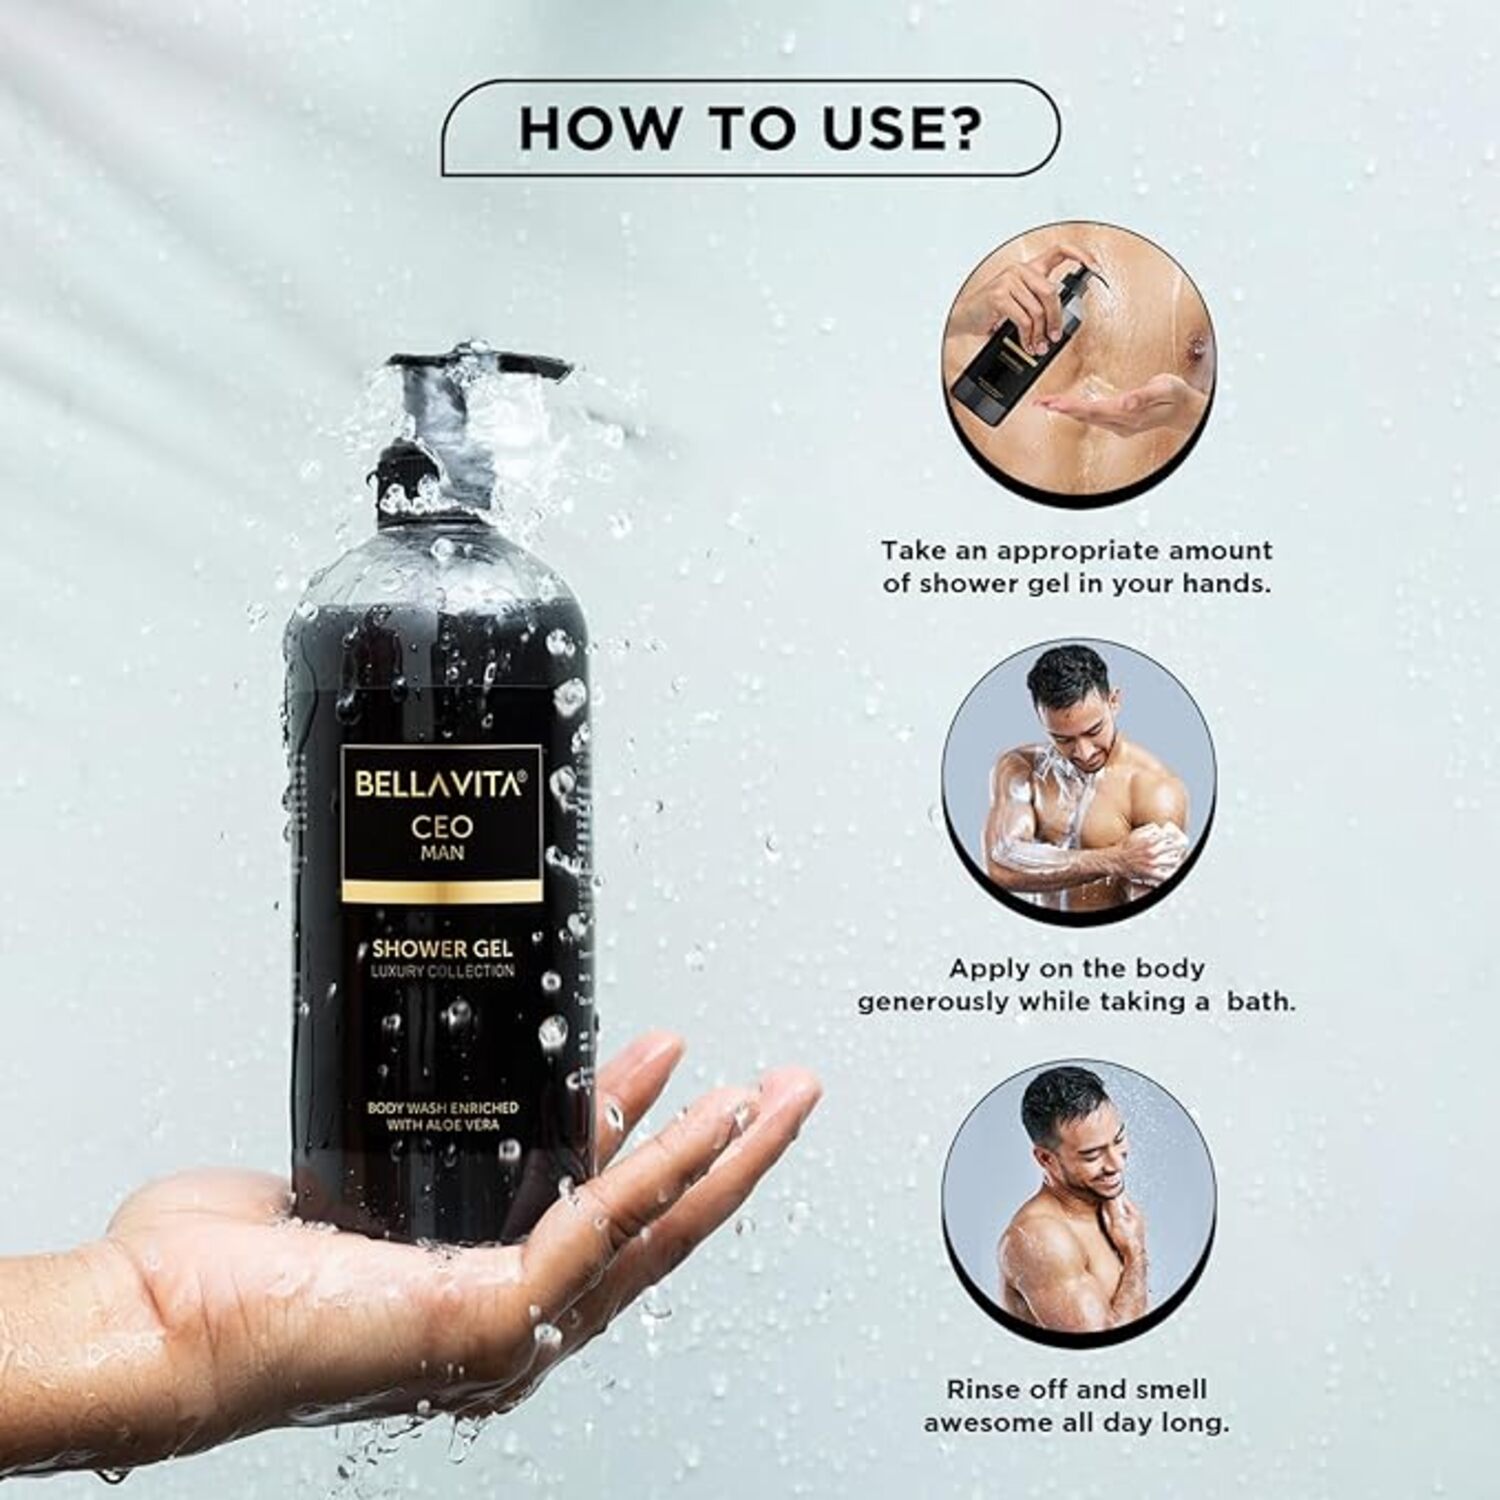 HOW TO USE?
Take an appropriate amount
of shower gel in your hands.
BELLAVITA®
CEO
MAN
SHOWER GEL
LUXURY COLLECTION
BODY WASH ENRICHED
WITH ALOE VERA
Apply on the body
generously while taking a bath.
Rinse off and smell
awesome all day long.